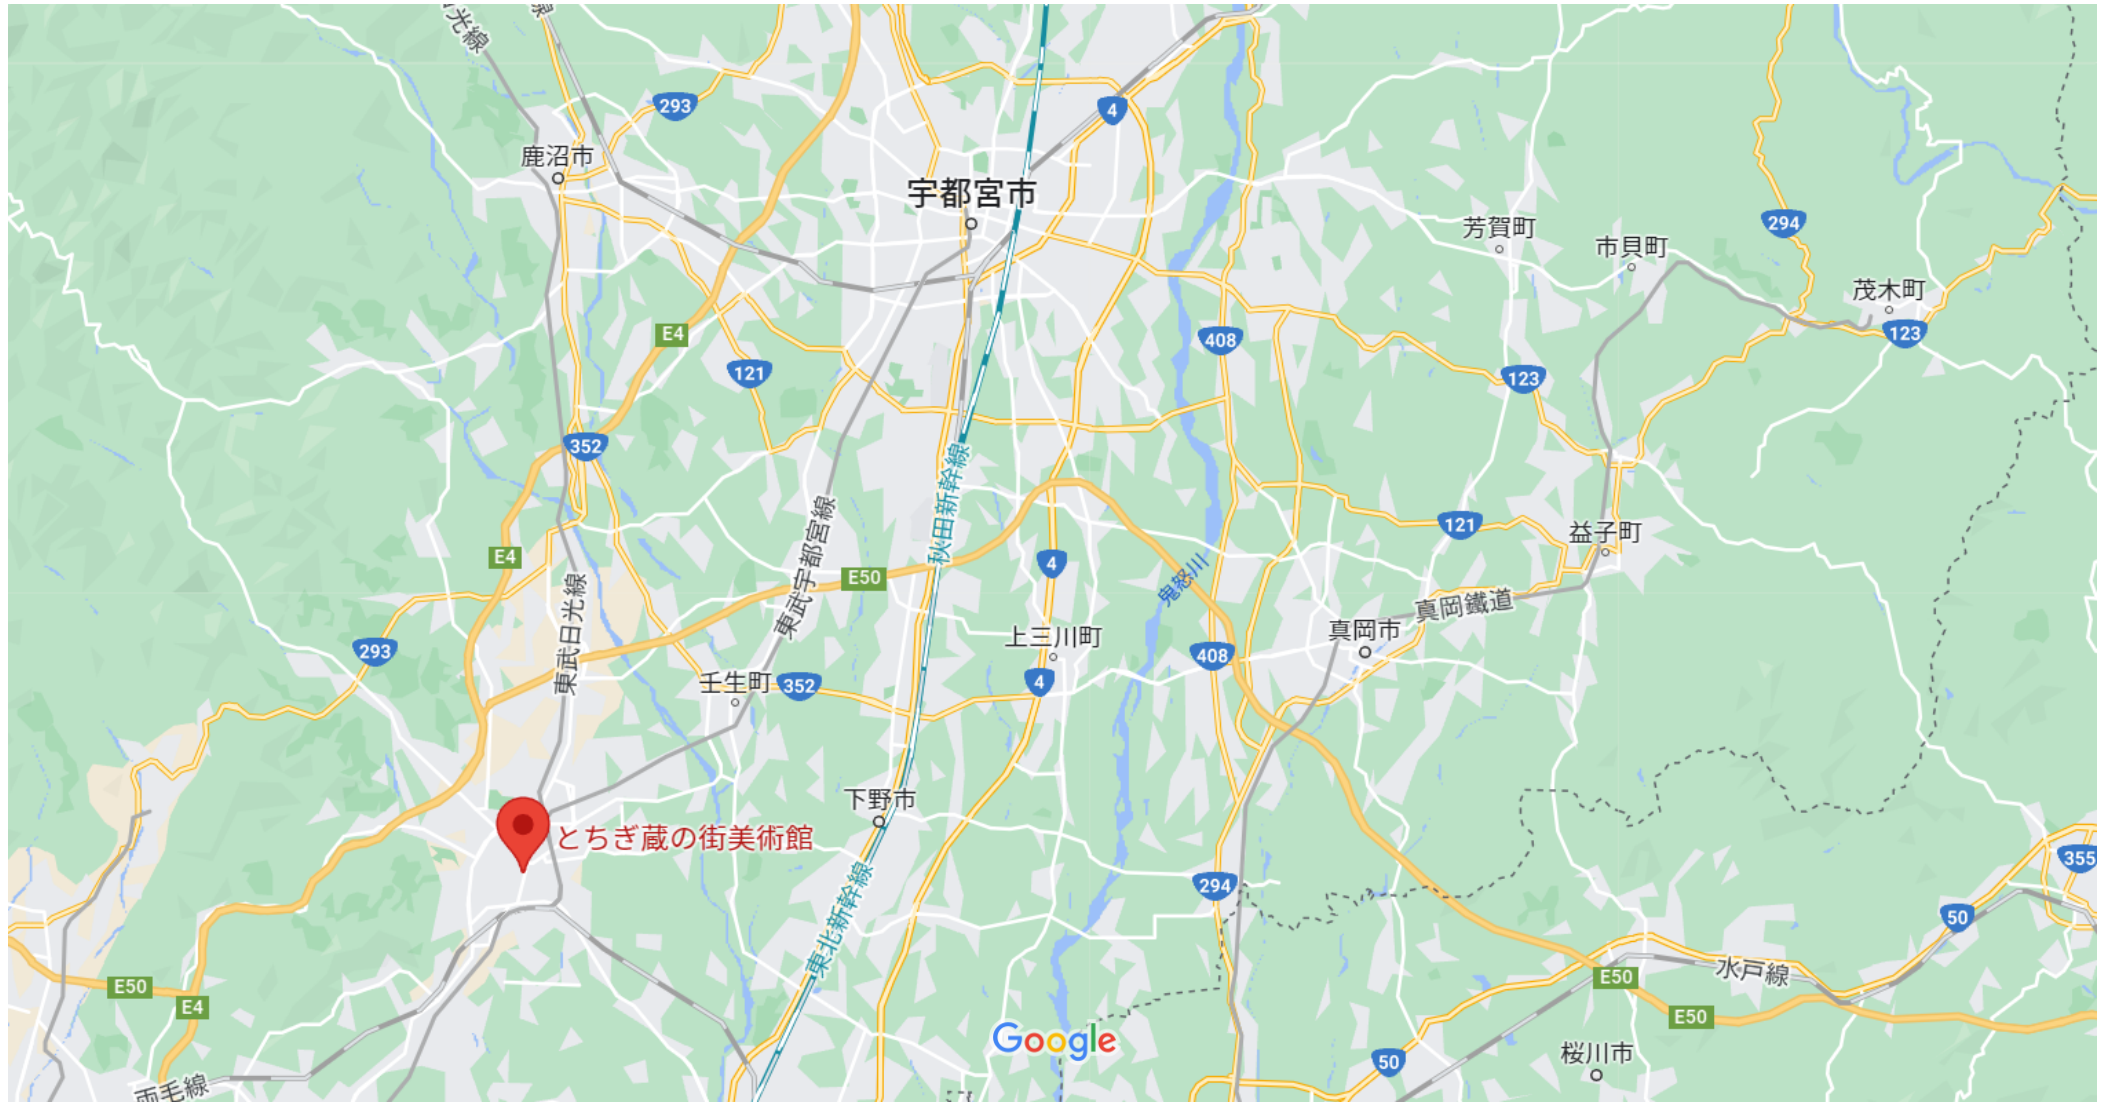 光線
線
293
4
鹿沼市
宇都宮市
294
芳賀町
市貝町
茂木町
E4
408
123
121
123
352
秋田新幹線
121
益子町
E4
東武宇都宮線
E50
4
鬼怒川
真岡鐵道
東武日光線
293
上三川町
真岡市
408
壬生町
352
4
下野市
とちぎ蔵の街美術館
355
294
50
東北新幹線
水戸線
E50
E50
E4
E50
Google
桜川市
50
両毛線